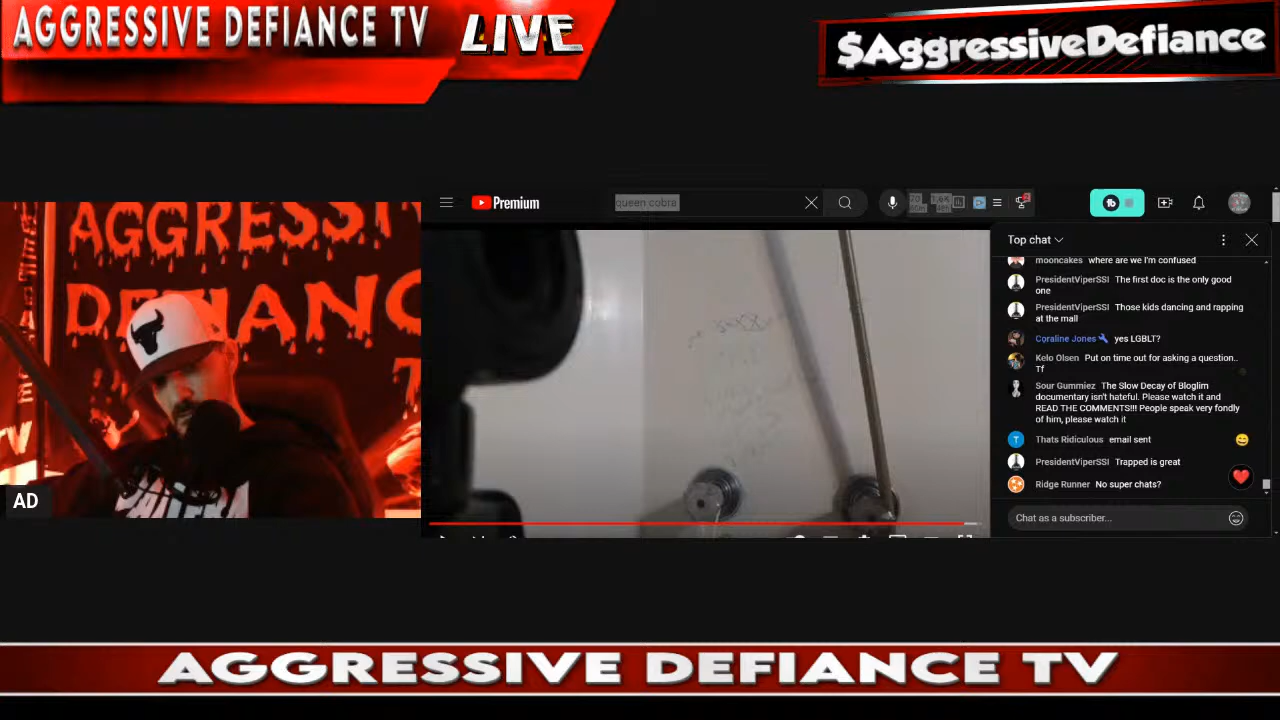 AGGRESSIVE DEFIANCE TV
LIVE
$AggressiveDefiance
Premium
queen cobra
Top chat
mooncakes where are we I'm confused
PresidentViperSSI The first doc is the only good
one
PresidentViperSSI Those kids dancing and rapping
at the mall
Coraline Jones yes LGBLT?
Kelo Olsen Put on time out for asking a question..
Tf
Sour Gummiez The Slow Decay of Bloglim
documentary isn't hateful. Please watch it and
READ THE COMMENTS!!! People speak very fondly
of him, please watch it
Thats Ridiculous email sent
PresidentViperSSI Trapped is great
Ridge Runner No super chats?
Chat as a subscriber...
AGGRESSI
DEFIANC
AD
AGGRESSIVE DEFIANCE TV